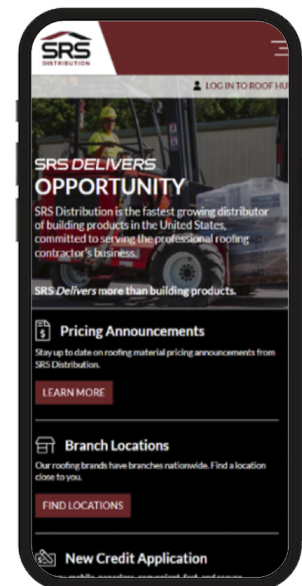 SRS
DISTRIBUTION
LOG IN TO ROOF HU
SRS DELIVERS
OPPORTUNITY
SRS Distribution is the fastest growing distributor
of building products in the United States,
committed to serving the professional roofing
contractor's business.
SRS Delivers more than building products.
Pricing Announcements
Stay up to date on roofing material pricing announcements from
SRS Distribution.
LEARN MORE
Branch Locations
Our roofing brands have branches nationwide. Find a location
close to you.
FIND LOCATIONS
New Credit Application